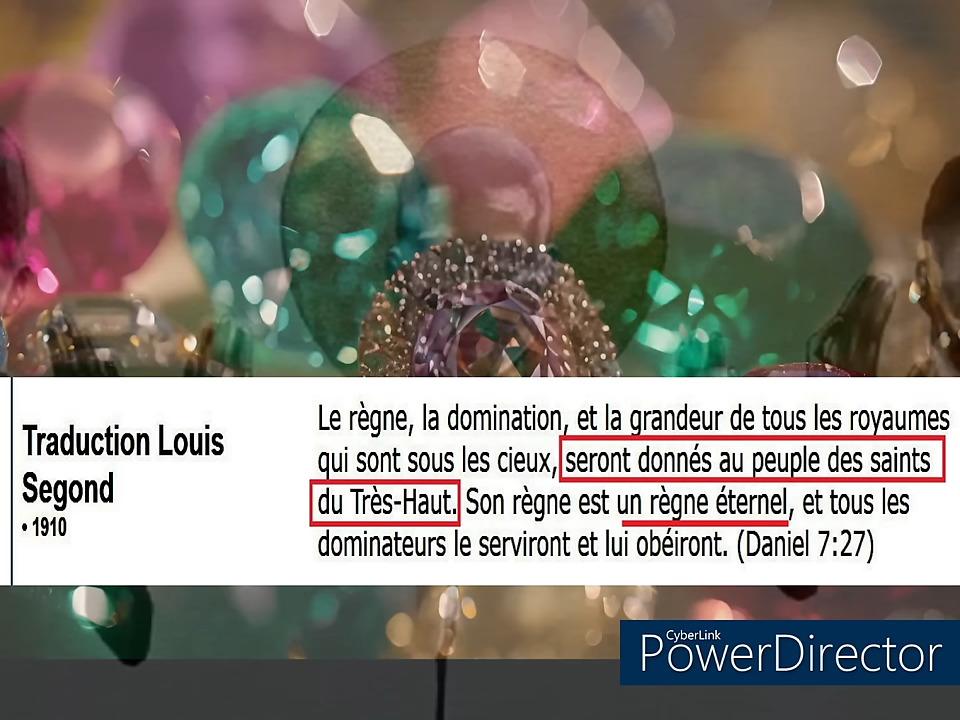 Traduction Louis
Segond
• 1910
Le règne, la domination, et la grandeur de tous les royaumes
qui sont sous les cieux, seront donnés au peuple des saints
du Très-Haut. Son règne est un règne éternel, et tous les
dominateurs le serviront et lui obéiront. (Daniel 7:27)
CyberLink
PowerDirector